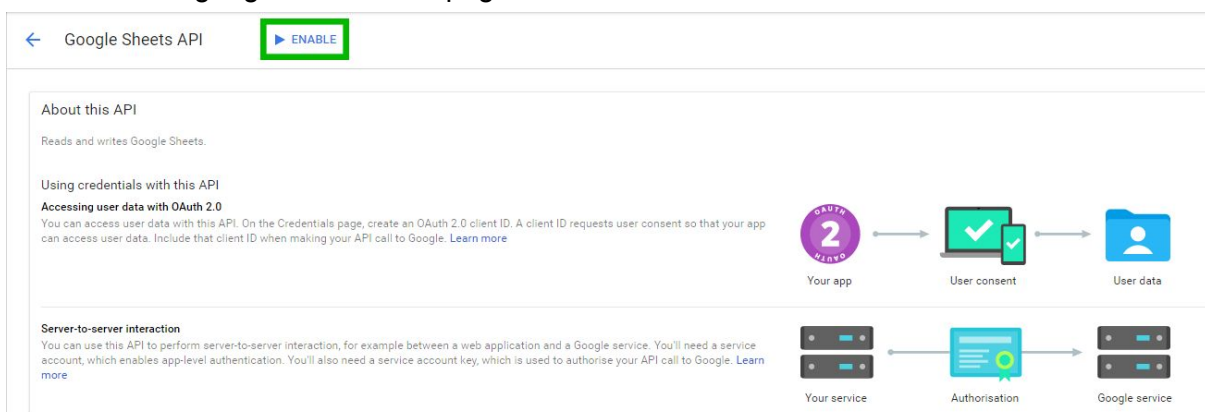 Google Sheets API ENABLE
About this API
Reads and writes Google Sheets.
Using credentials with this API
Accessing user data with OAuth 2.0
You can access user data with this API. On the Credentials page, create an OAuth 2.0 client ID. A client ID requests user consent so that your app
can access user data. Include that client ID when making your API call to Google. Learn more
OAUTH
2
OAUTH
Your app User consent User data
Server-to-server interaction
You can use this API to perform server-to-server interaction, for example between a web application and a Google service. You'll need a service
account, which enables app-level authentication. You'll also need a service account key, which is used to authorise your API call to Google. Learn
more
Your service Authorisation Google service